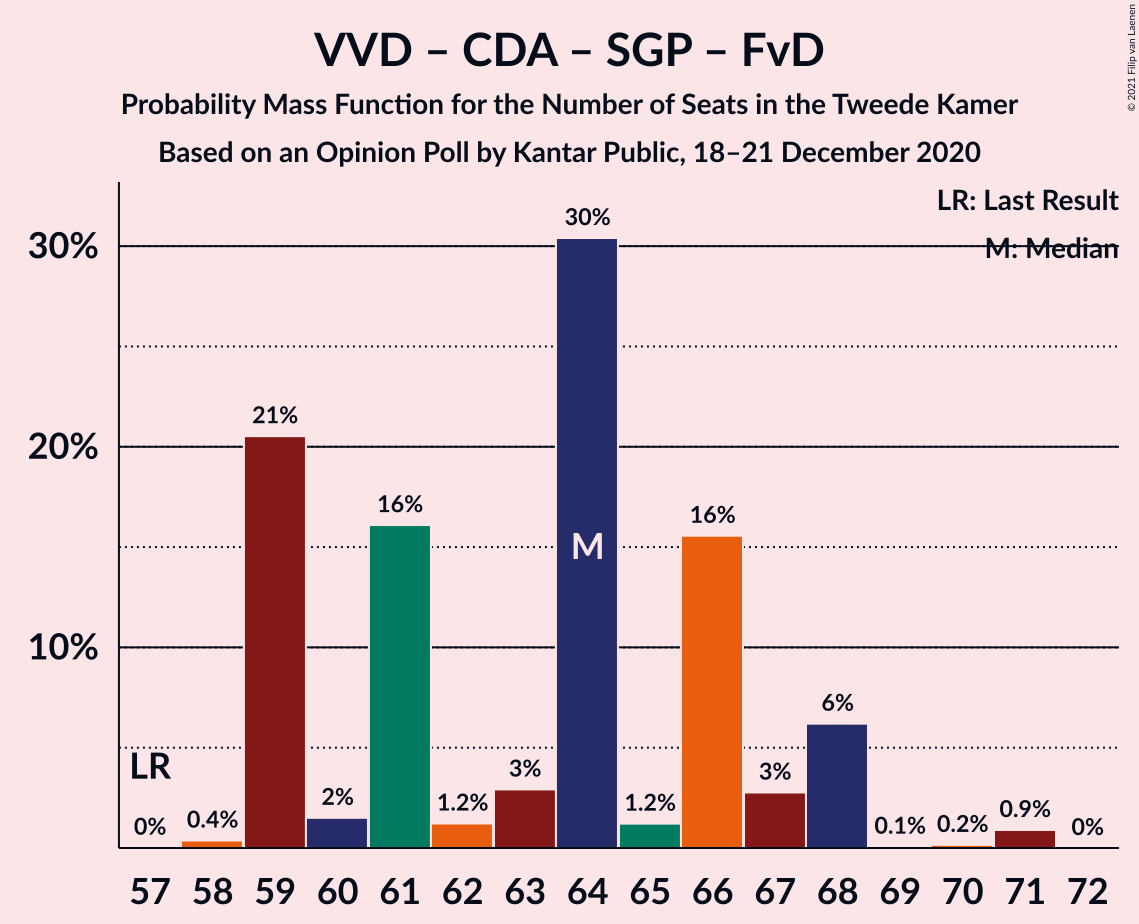 VVD – CDA – SGP – FvD
Probability Mass Function for the Number of Seats in the Tweede Kamer
Based on an Opinion Poll by Kantar Public, 18–21 December 2020
© 2021 Filip van Laenen
LR: Last Result
M: Median
30%
20%
10%
LR
M
0%
0.4%
21%
2%
16%
1.2%
3%
30%
1.2%
16%
3%
6%
0.1%
0.2%
0.9%
0%
57 58 59 60 61 62 63 64 65 66 67 68 69 70 71 72